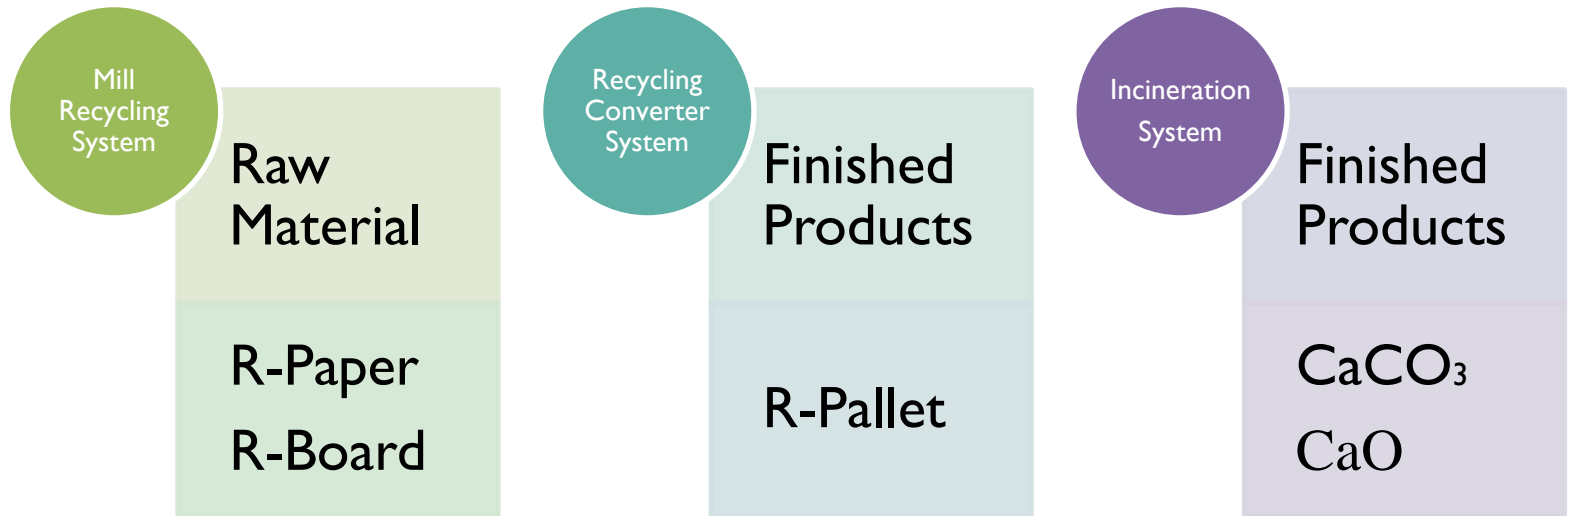 Mill
Recycling
System
Raw
Material
R-Paper
R-Board
Recycling
Converter
System
Finished
Products
R-Pallet
Incineration
System
Finished
Products
CaCO₃
CaO